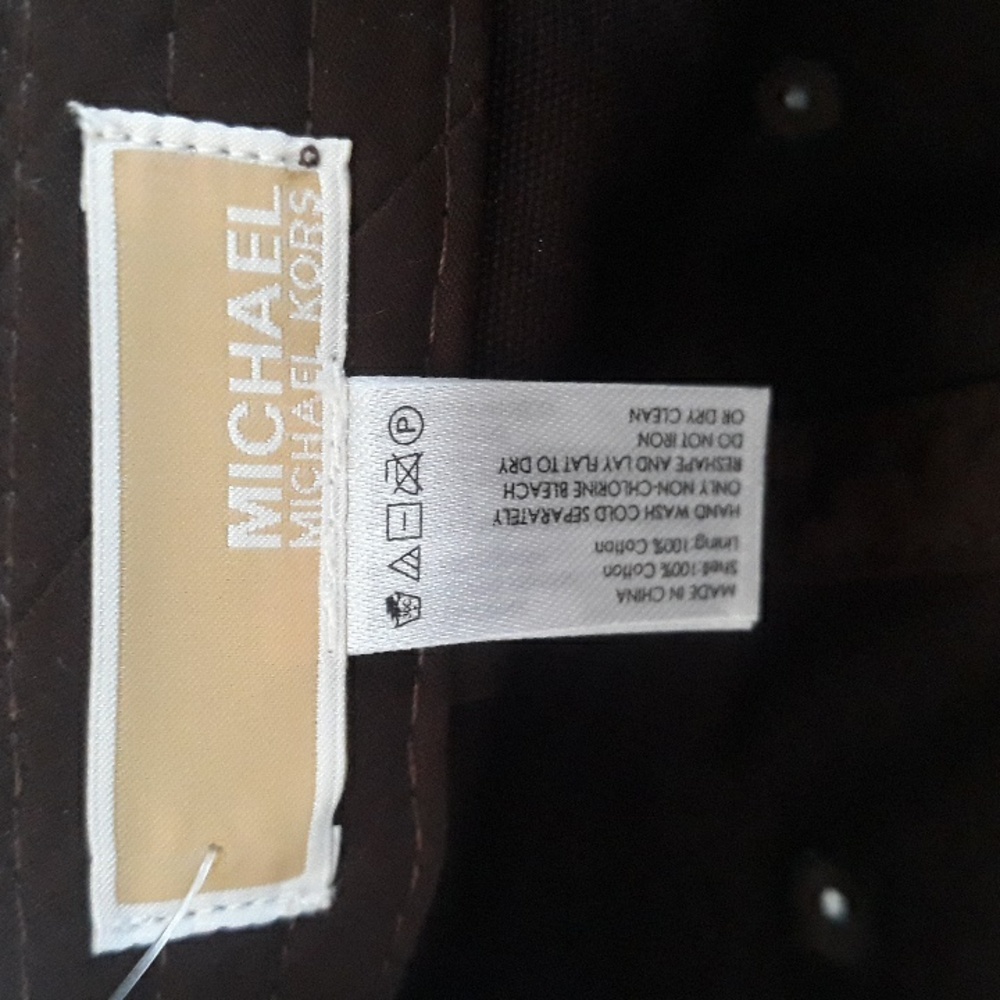 MICHAEL
MICHAEL KORS
MADE IN CHINA
Shell:100% Cotton
Lining:100% Cotton
HAND WASH COLD SEPARATELY
ONLY NON-CHLORINE BLEACH
RESHAPE AND LAY FLAT TO DRY
DO NOT IRON
OR DRY CLEAN
P